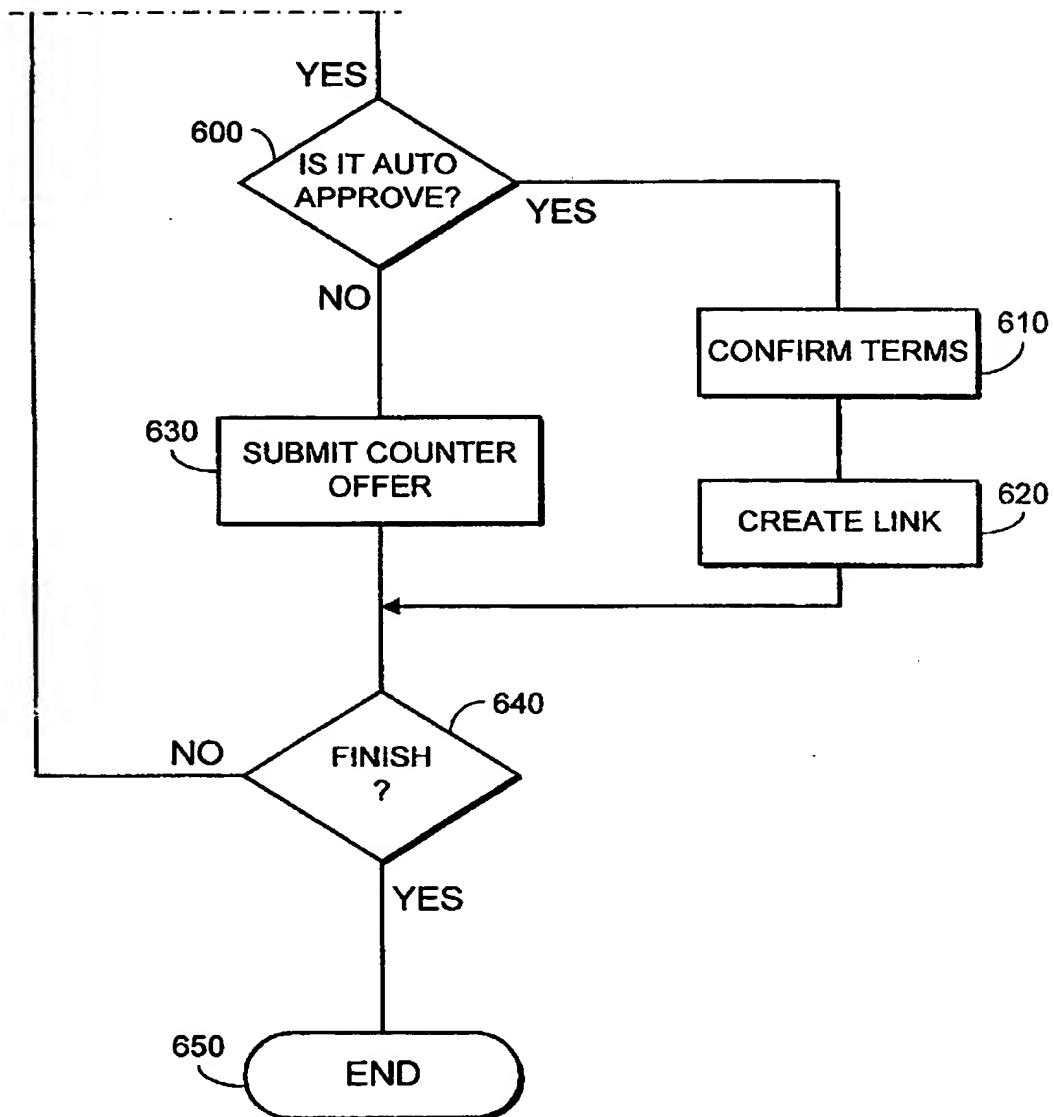 YES
600
IS IT AUTO
APPROVE?
YES
NO
610
CONFIRM TERMS
630
SUBMIT COUNTER
OFFER
620
CREATE LINK
640
NO
FINISH
?
YES
650
END